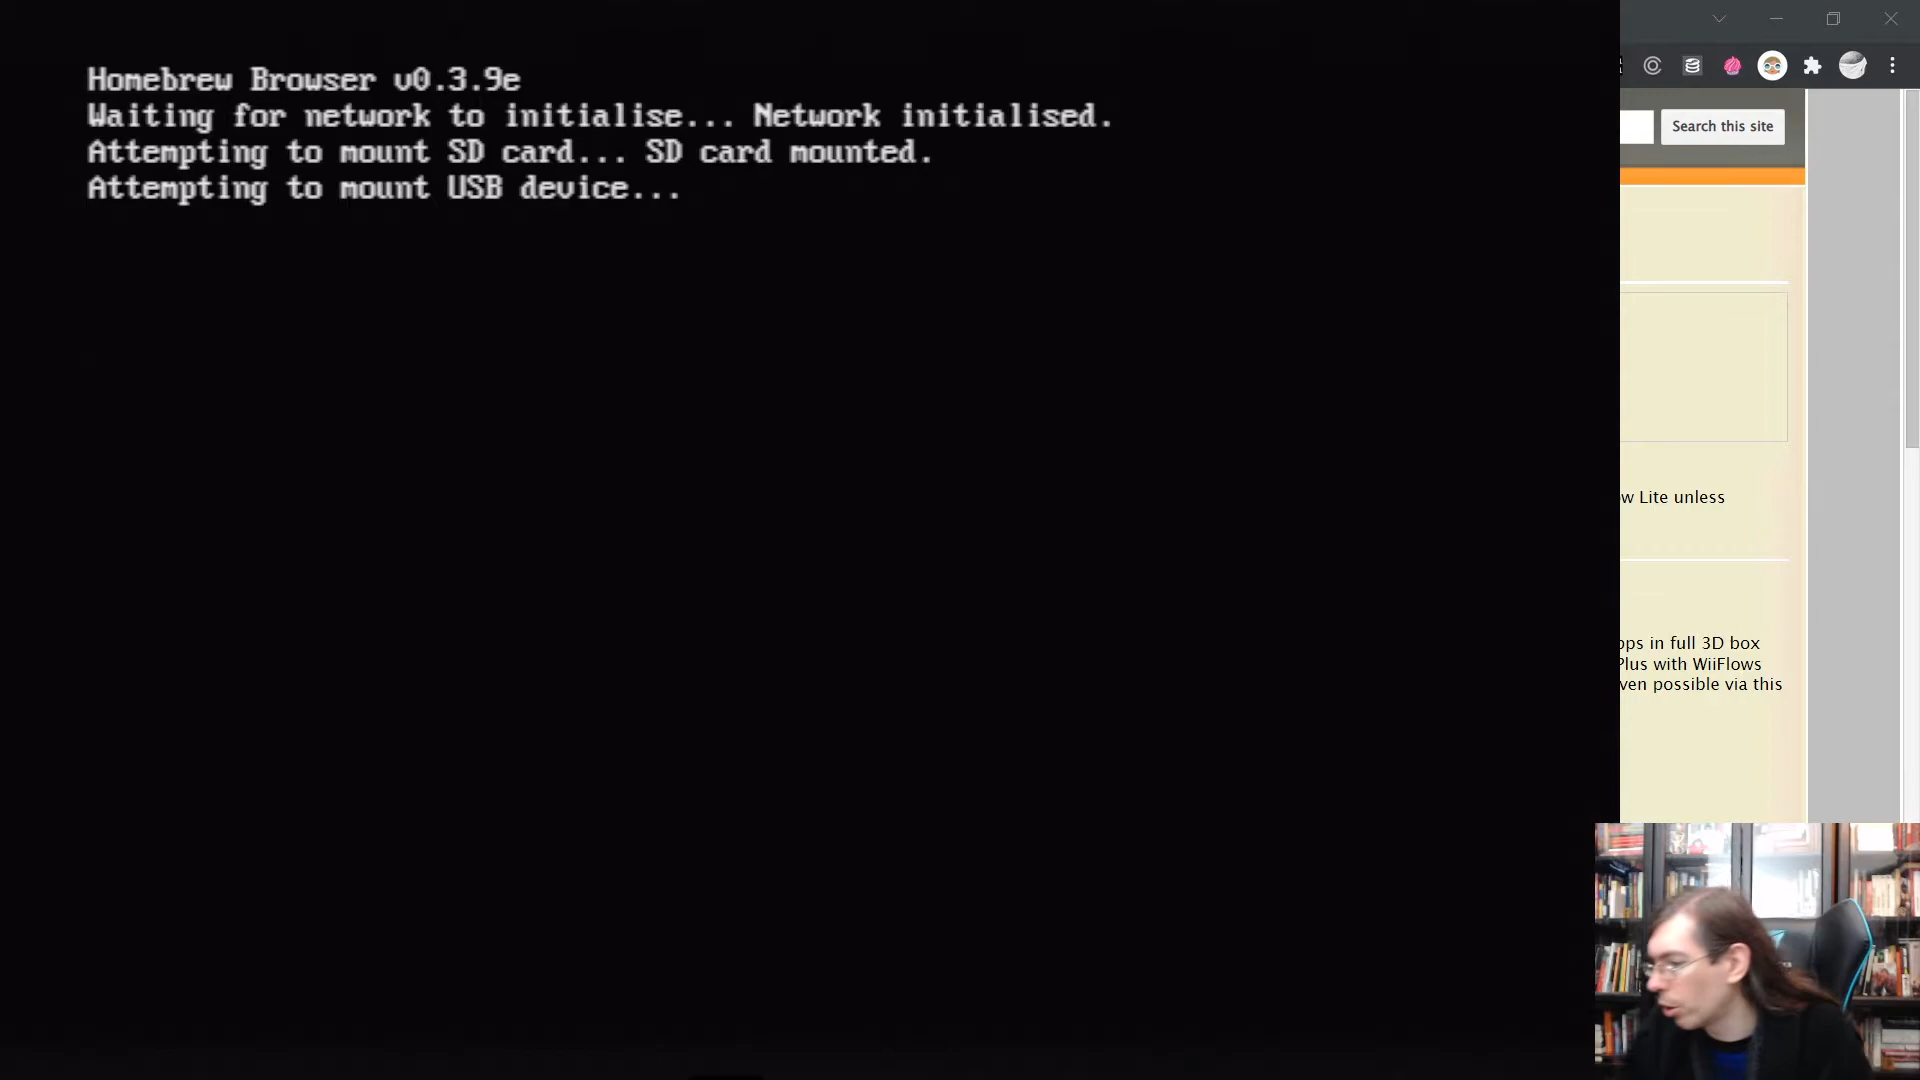 Homebrew Browser v0.3.9e
Waiting for network to initialise... Network initialised.
Attempting to mount SD card... SD card mounted.
Attempting to mount USB device...
Search this site
w Lite unless
ps in full 3D box
Plus with WiiFlows
ven possible via this